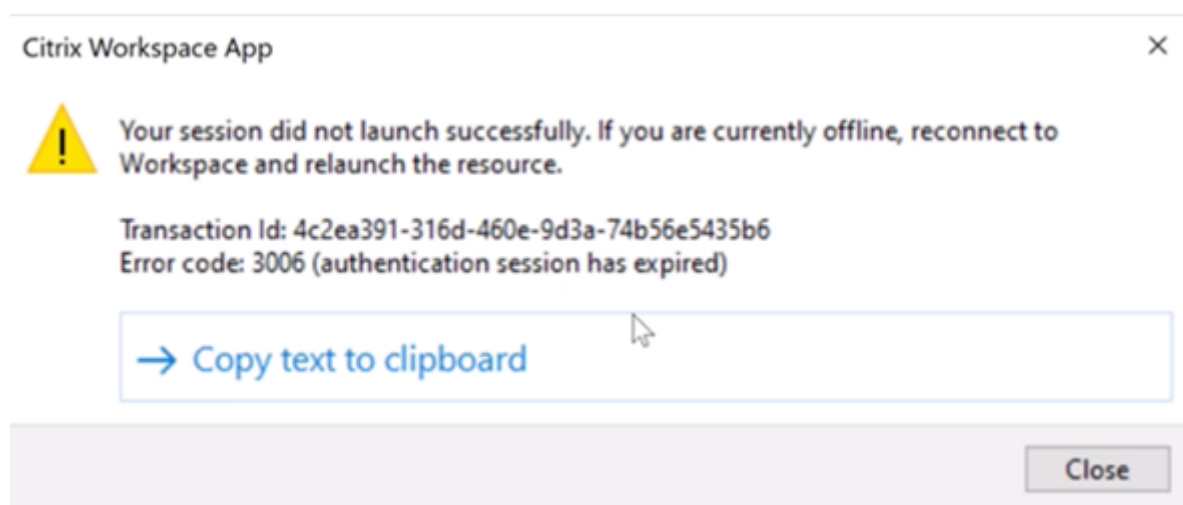 Citrix Workspace App
Your session did not launch successfully. If you are currently offline, reconnect to
Workspace and relaunch the resource.
Transaction Id: 4c2ea391-316d-460e-9d3a-74b56e5435b6
Error code: 3006 (authentication session has expired)
Copy text to clipboard
Close